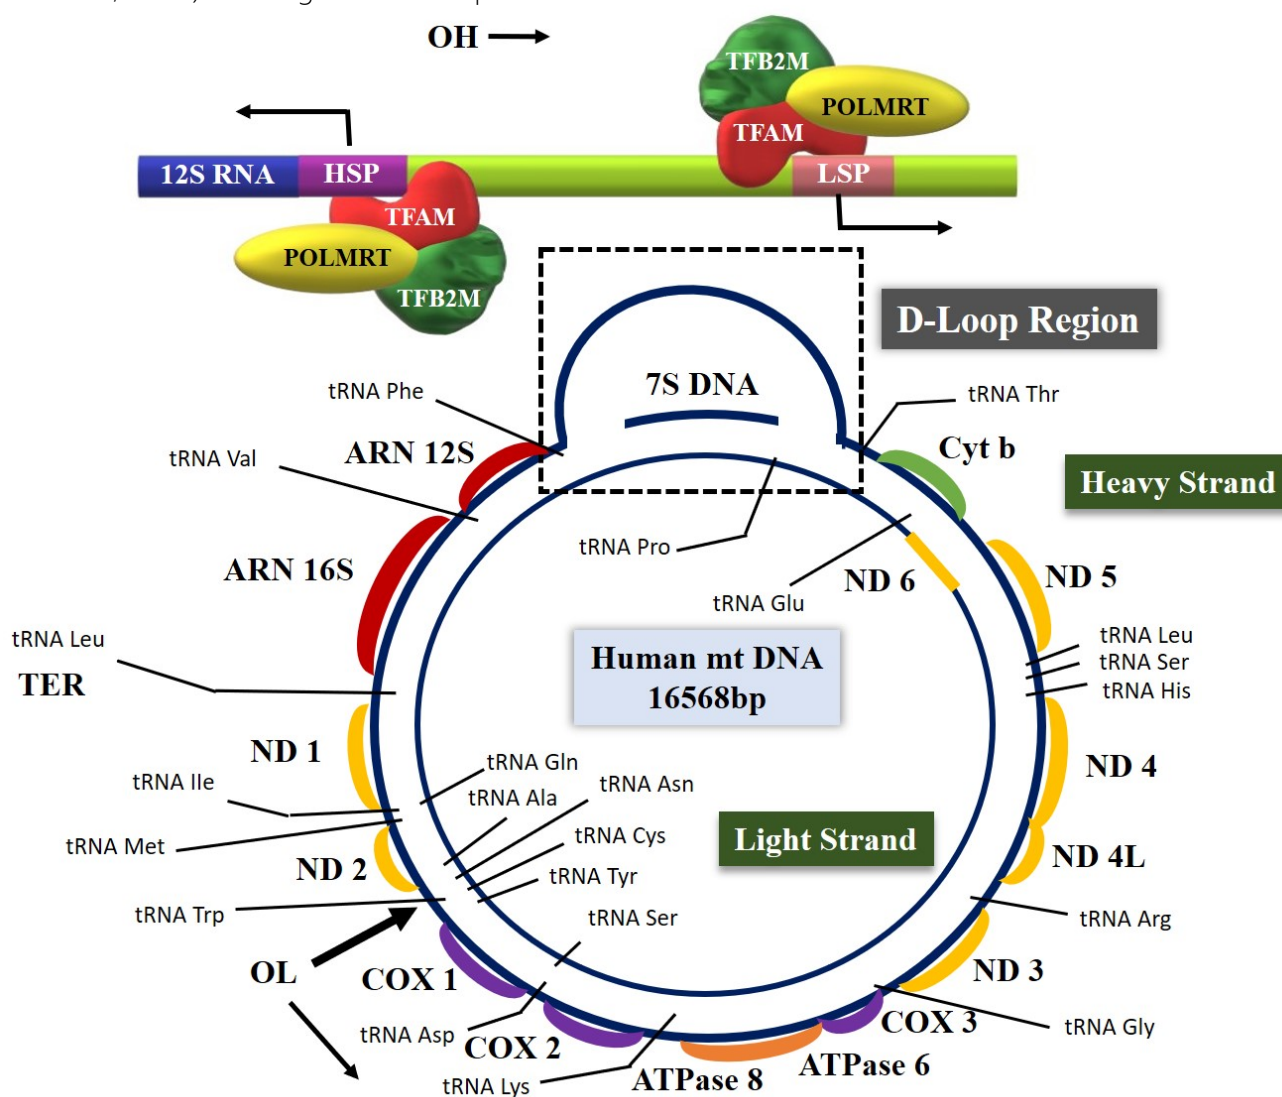 OH
TFB2M
POLMRT
TFAM
12S RNA
HSP
LSP
TFAM
POLMRT
TFB2M
D-Loop Region
7S DNA
tRNA Phe
tRNA Thr
ARN 12S
Cyt b
tRNA Val
Heavy Strand
tRNA Pro
ARN 16S
ND 6
ND 5
tRNA Glu
tRNA Leu
TER
Human mt DNA
16568bp
tRNA Leu
tRNA Ser
tRNA His
ND 1
ND 4
tRNA Gln
tRNA Ile
tRNA Ala
tRNA Asn
tRNA Met
tRNA Cys
Light Strand
ND 2
ND 4L
tRNA Tyr
tRNA Trp
tRNA Ser
tRNA Arg
OL
COX 1
ND 3
tRNA Asp
COX 2
COX 3
tRNA Gly
tRNA Lys
ATPase 8
ATPase 6